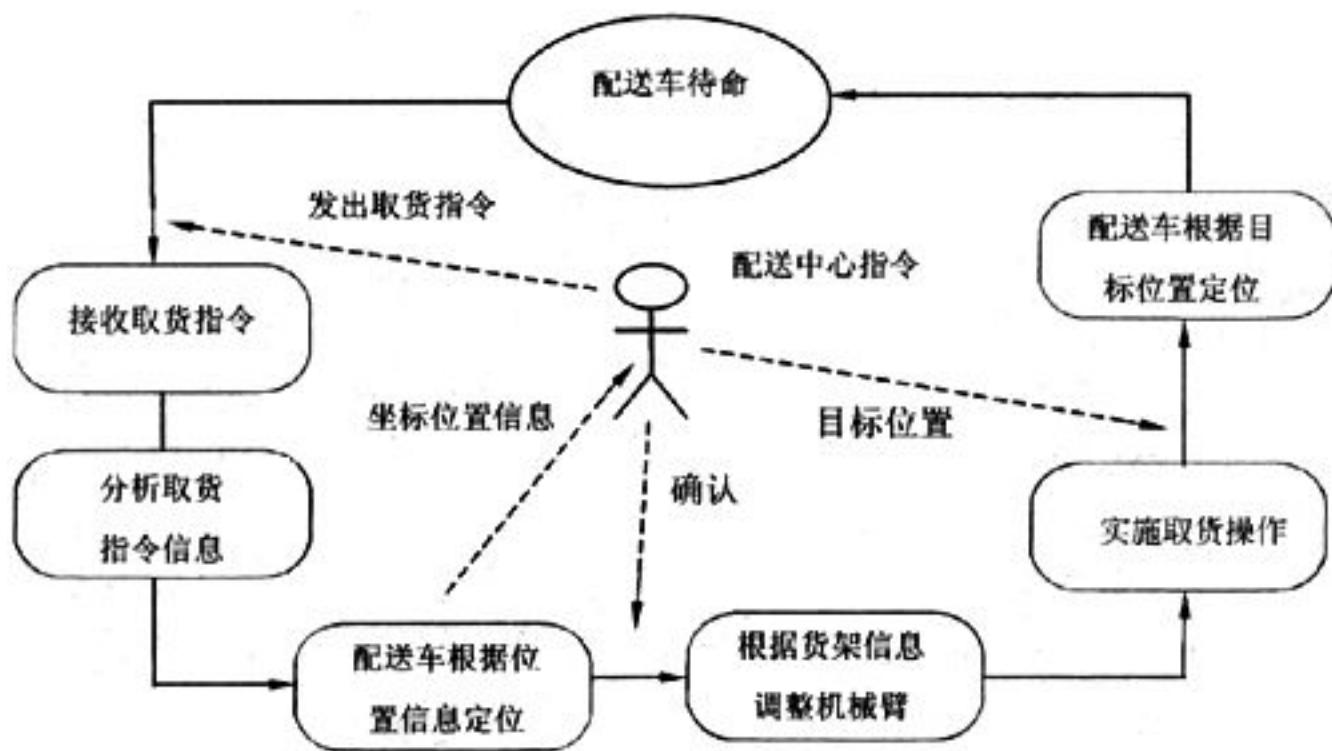 配送车待命
发出取货指令
配送中心指令
配送车根据目
标位置定位
接收取货指令
坐标位置信息
目标位置
分析取货
指令信息
确认
实施取货操作
配送车根据位
置信息定位
根据货架信息
调整机械臂